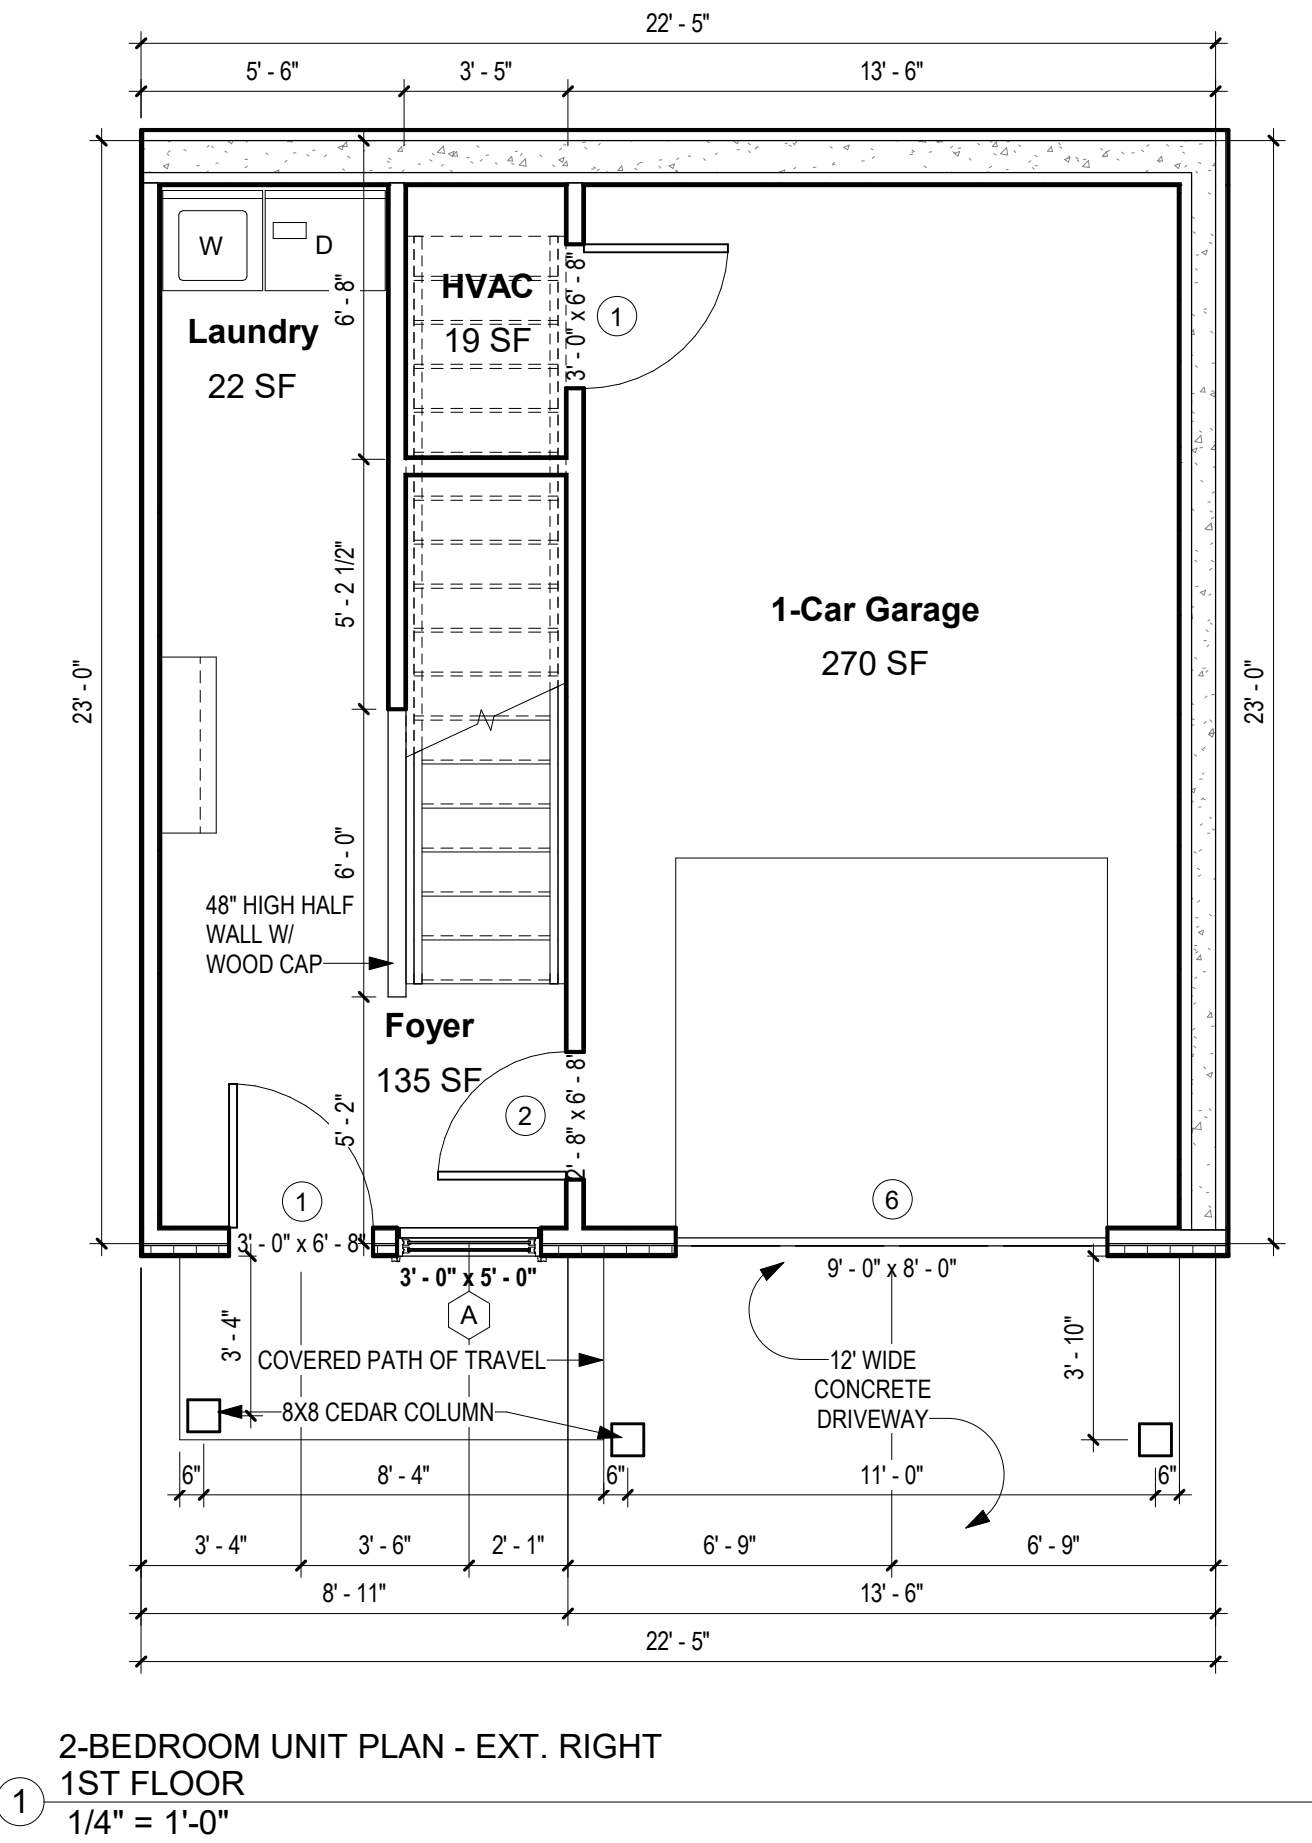 22' - 5"
5' - 6"
3' - 5"
13' - 6"
W
D
HVAC
19 SF
Laundry
22 SF
6' - 8"
3' - 0" x 6' - 8"
1
5' - 2 1/2"
1-Car Garage
270 SF
23' - 0"
23' - 0"
6' - 0"
48" HIGH HALF
WALL W/
WOOD CAP
Foyer
135 SF
5' - 2"
2
2' - 8" x 6' - 8"
1
6
3' - 0" x 6' - 8"
3' - 0" x 5' - 0"
9' - 0" x 8' - 0"
A
3' - 4"
3' - 10"
COVERED PATH OF TRAVEL
12' WIDE
CONCRETE
DRIVEWAY
8X8 CEDAR COLUMN
6"
8' - 4"
6"
11' - 0"
6"
3' - 4"
3' - 6"
2' - 1"
6' - 9"
6' - 9"
8' - 11"
13' - 6"
22' - 5"
2-BEDROOM UNIT PLAN - EXT. RIGHT
1ST FLOOR
1
1/4" = 1'-0"